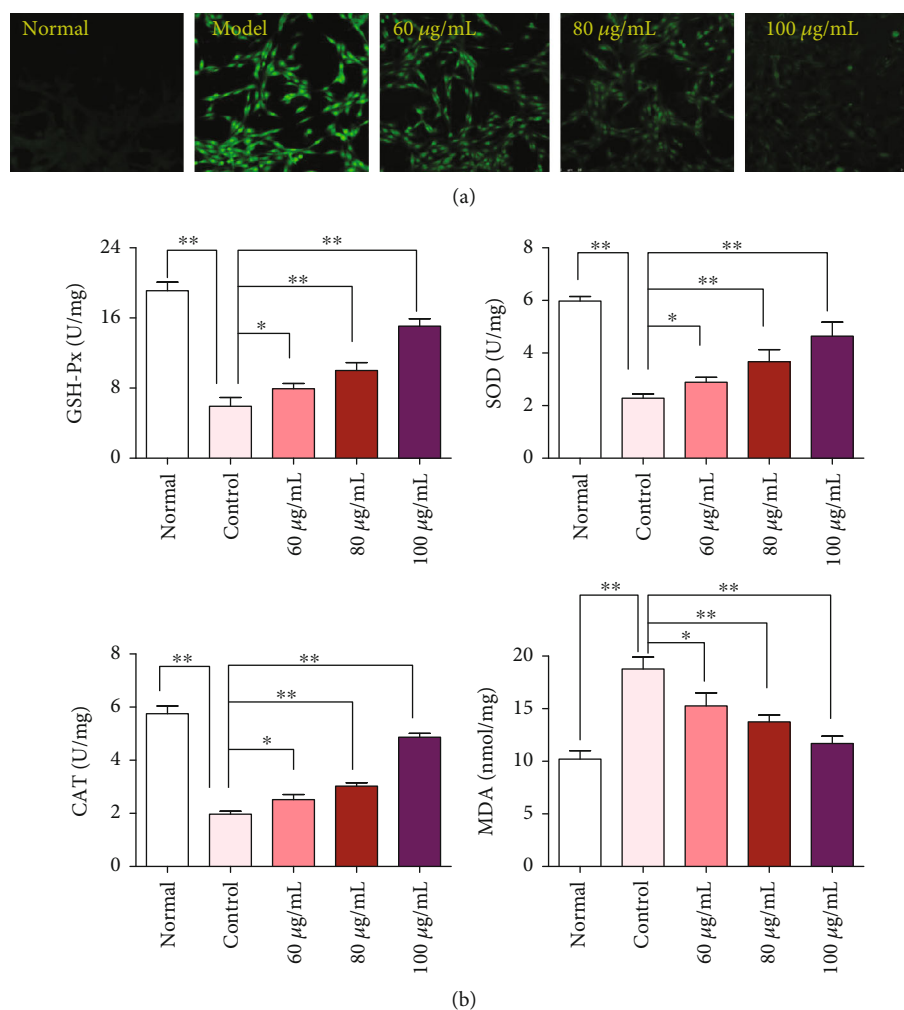 Normal
Model
60 μg/mL
80 μg/mL
100 μg/mL
(a)
GSH-Px (U/mg)
24
16
8
0
**
**
**
*
Normal
Control
60 μg/mL
80 μg/mL
100 μg/mL
SOD (U/mg)
8
6
4
2
0
**
**
**
*
Normal
Control
60 μg/mL
80 μg/mL
100 μg/mL
CAT (U/mg)
8
6
4
2
0
**
**
**
*
Normal
Control
60 μg/mL
80 μg/mL
100 μg/mL
MDA (nmol/mg)
20
15
10
5
0
**
**
**
*
Normal
Control
60 μg/mL
80 μg/mL
100 μg/mL
(b)